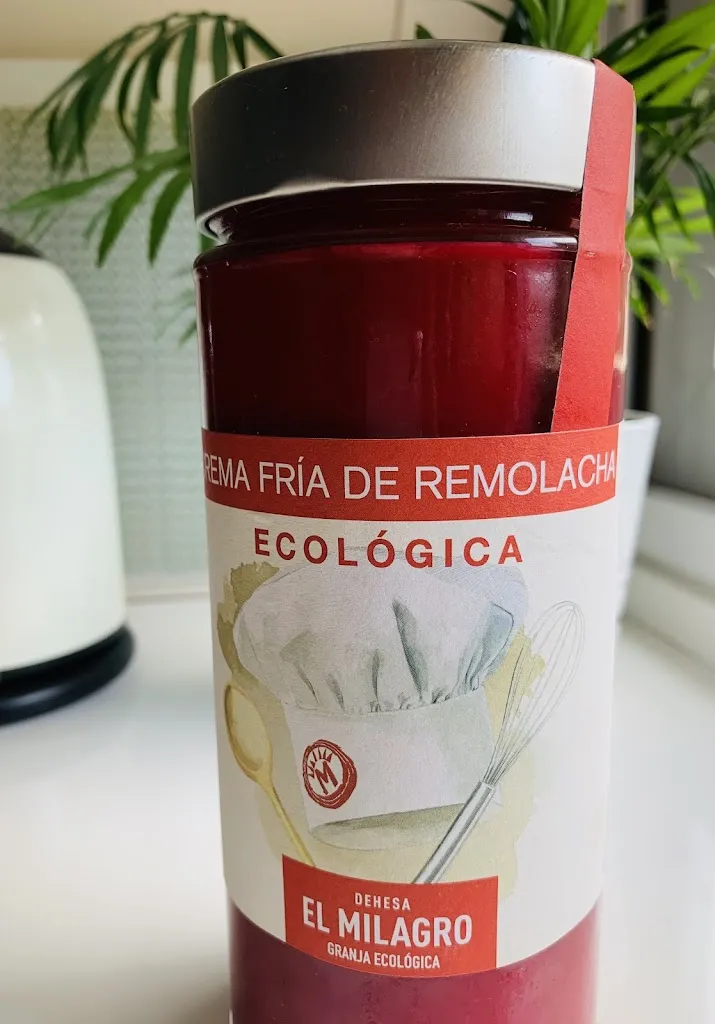 REMA FRÍA DE REMOLACHA
ECOLÓGICA
M
DEHESA
EL MILAGRO
GRANJA ECOLÓGICA